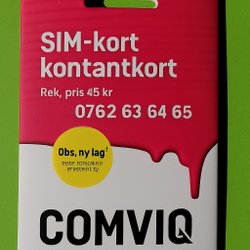 SIM-kort
kontantkort
Rek, pris 45 kr
0762 63 64 65
Obs, ny lag!
COMVIQ